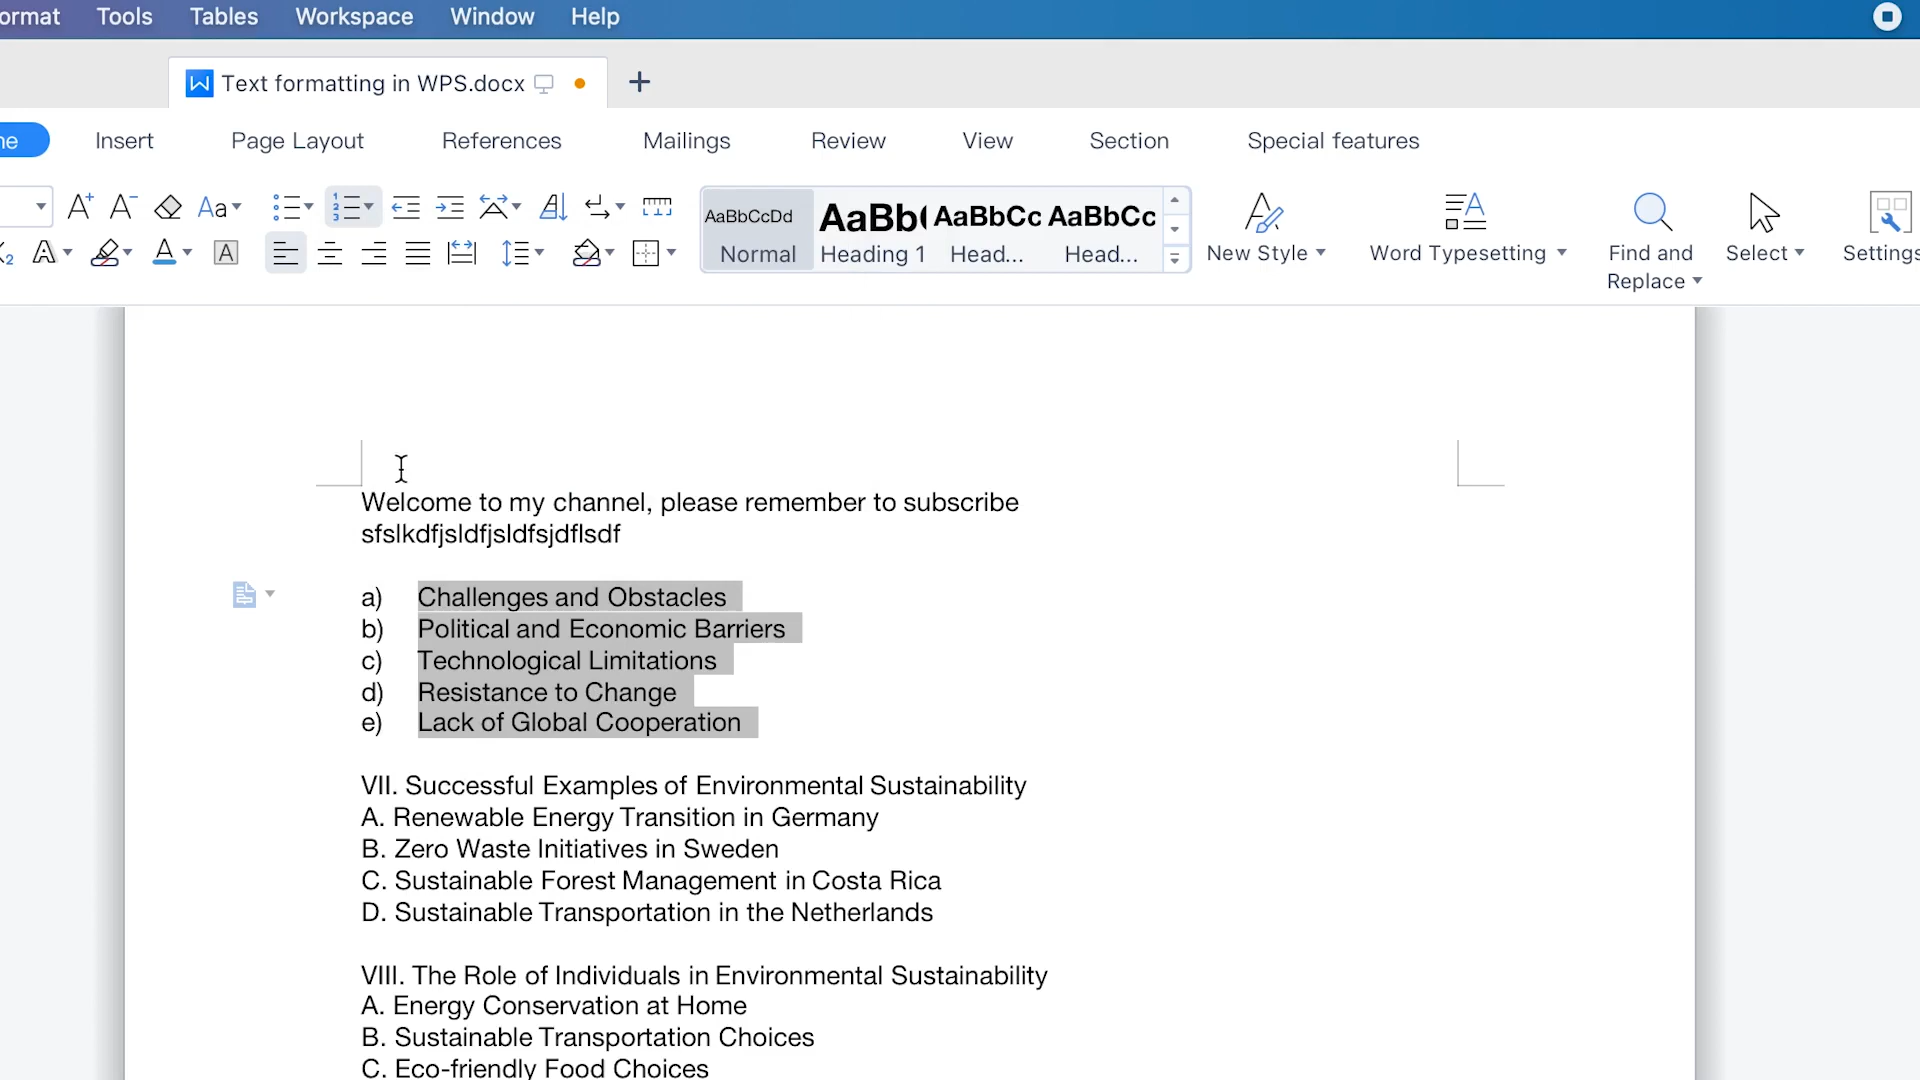 ormat Tools Tables Workspace Window Help
Text formatting in WPS.docx
me Insert Page Layout References Mailings Review View Section Special features
AaBbCcDd AaBb( AaBbCc AaBbCc
Normal Heading 1 Head... Head... New Style Word Typesetting Find and Replace Select Settings
Welcome to my channel, please remember to subscribe
sfslkdfjsldfjsldfsjdflsdf
a) Challenges and Obstacles
b) Political and Economic Barriers
c) Technological Limitations
d) Resistance to Change
e) Lack of Global Cooperation
VII. Successful Examples of Environmental Sustainability
A. Renewable Energy Transition in Germany
B. Zero Waste Initiatives in Sweden
C. Sustainable Forest Management in Costa Rica
D. Sustainable Transportation in the Netherlands
VIII. The Role of Individuals in Environmental Sustainability
A. Energy Conservation at Home
B. Sustainable Transportation Choices
C. Eco-friendly Food Choices